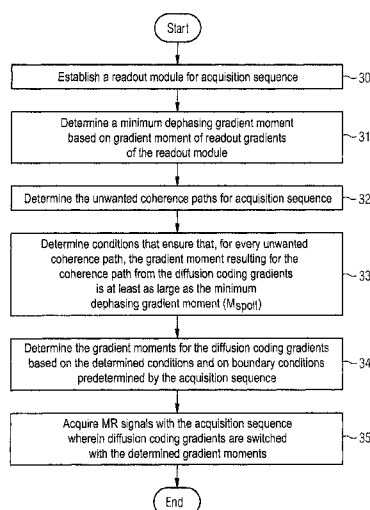 Start
Establish a readout module for acquisition sequence
30
Determine a minimum dephasing gradient moment
based on gradient moment of readout gradients
of the readout module
31
Determine the unwanted coherence paths for acquisition sequence
32
Determine conditions that ensure that, for every unwanted
coherence path, the gradient moment resulting for the
coherence path from the diffusion coding gradients
is at least as large as the minimum
dephasing gradient moment (Mspoil)
33
Determine the gradient moments for the diffusion coding gradients
based on the determined conditions and on boundary conditions
predetermined by the acquisition sequence
34
Acquire MR signals with the acquisition sequence
wherein diffusion coding gradients are switched
with the determined gradient moments
35
End